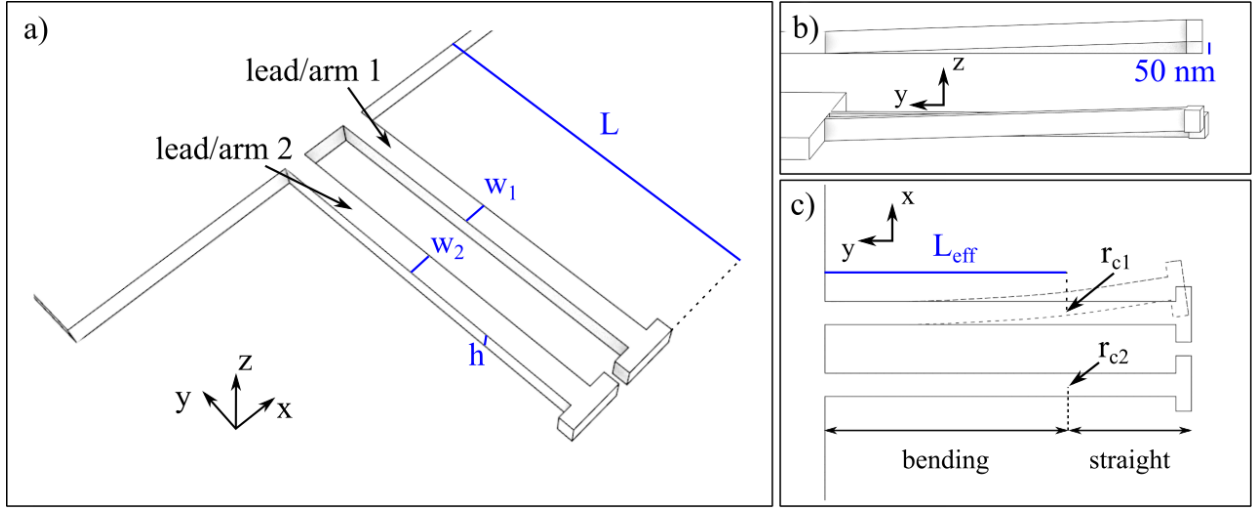 a)
lead/arm 1
lead/arm 2
L
w1
w2
h
z
y
x
b)
50 nm
z
y
c)
x
y
Leff
rc1
rc2
bending
straight